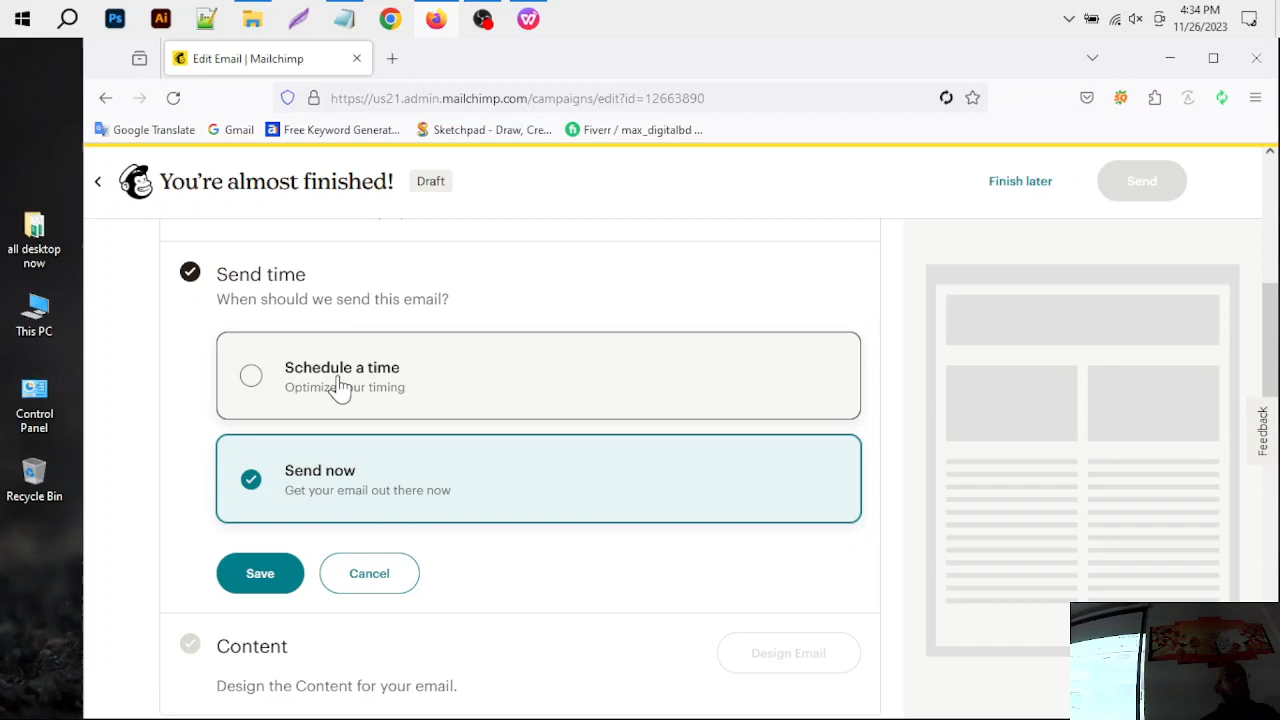 4:34 PM
11/26/2023
Edit Email | Mailchimp
https://us21.admin.mailchimp.com/campaigns/edit?id=12663890
Google Translate
Gmail
Free Keyword Generat...
Sketchpad - Draw, Cre...
Fiverr / max_digitalbd ...
You're almost finished!
Draft
Finish later
Send
all desktop
now
This PC
Control
Panel
Recycle Bin
Send time
When should we send this email?
Schedule a time
Optimize your timing
Send now
Get your email out there now
Save
Cancel
Content
Design Email
Design the Content for your email.
Feedback
Ps
Ai